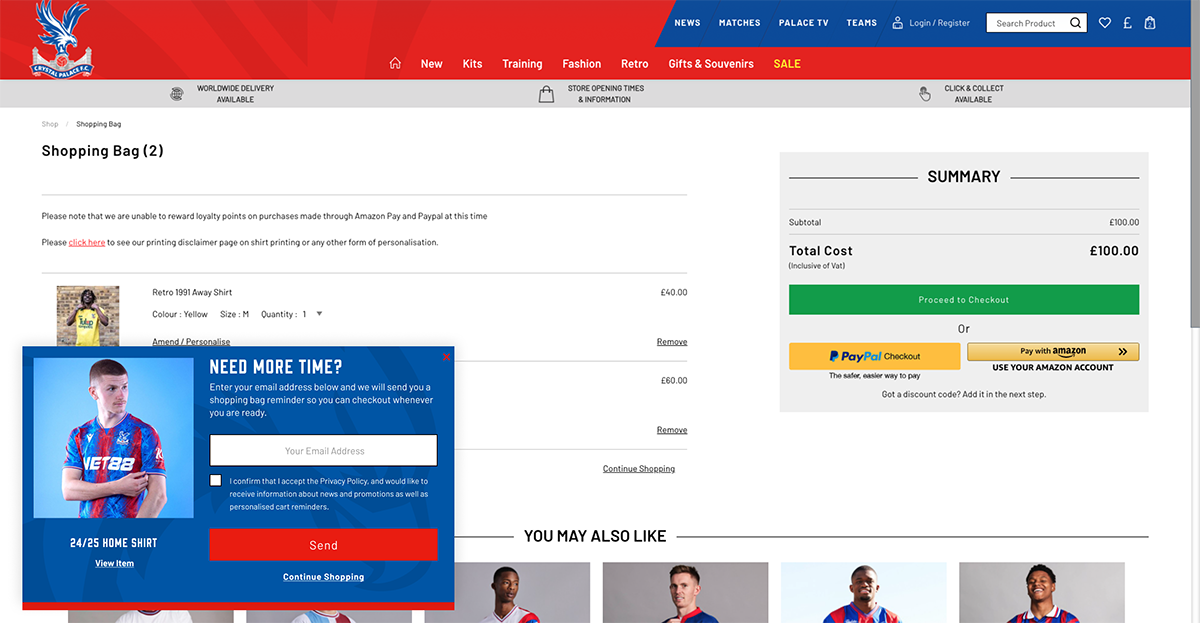 CRYSTAL PALACE F.C.
NEWS MATCHES PALACE TV TEAMS Login / Register Search Product £ 2
New Kits Training Fashion Retro Gifts & Souvenirs SALE
WORLDWIDE DELIVERY
AVAILABLE
STORE OPENING TIMES
& INFORMATION
CLICK & COLLECT
AVAILABLE
Shop / Shopping Bag
Shopping Bag (2)
Please note that we are unable to reward loyalty points on purchases made through Amazon Pay and Paypal at this time
Please click here to see our printing disclaimer page on shirt printing or any other form of personalisation.
Retro 1991 Away Shirt £40.00
Colour : Yellow Size : M Quantity : 1
Amend / Personalise Remove
£60.00
Remove
Continue Shopping
SUMMARY
Subtotal £100.00
Total Cost £100.00
(Inclusive of Vat)
Proceed to Checkout
Or
PayPal Checkout
The safer, easier way to pay
Pay with amazon
USE YOUR AMAZON ACCOUNT
Got a discount code? Add it in the next step.
NEED MORE TIME?
Enter your email address below and we will send you a
shopping bag reminder so you can checkout whenever
you are ready.
Your Email Address
I confirm that I accept the Privacy Policy, and would like to
receive information about news and promotions as well as
personalised cart reminders.
Send
Continue Shopping
NET88
24/25 HOME SHIRT
View Item
YOU MAY ALSO LIKE